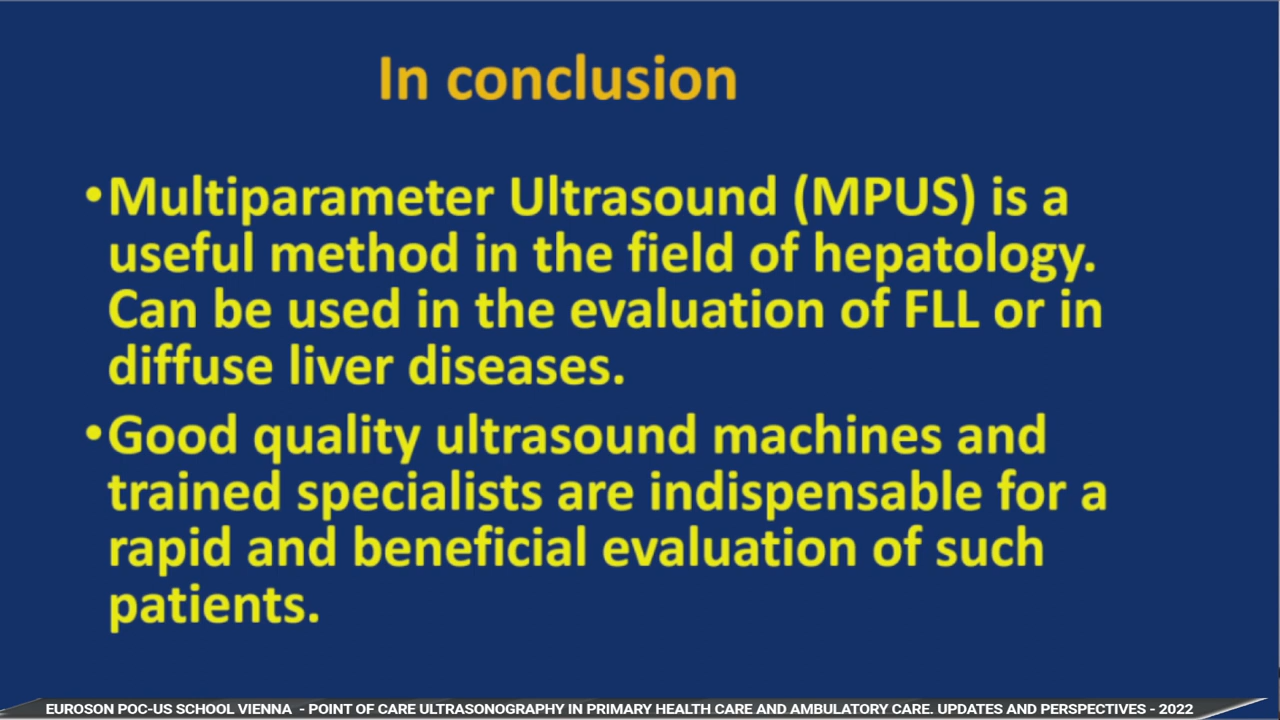 In conclusion
•Multiparameter Ultrasound (MPUS) is a
useful method in the field of hepatology.
Can be used in the evaluation of FLL or in
diffuse liver diseases.
•Good quality ultrasound machines and
trained specialists are indispensable for a
rapid and beneficial evaluation of such
patients.
EUROSON POC-US SCHOOL VIENNA - POINT OF CARE ULTRASONOGRAPHY IN PRIMARY HEALTH CARE AND AMBULATORY CARE. UPDATES AND PERSPECTIVES - 2022